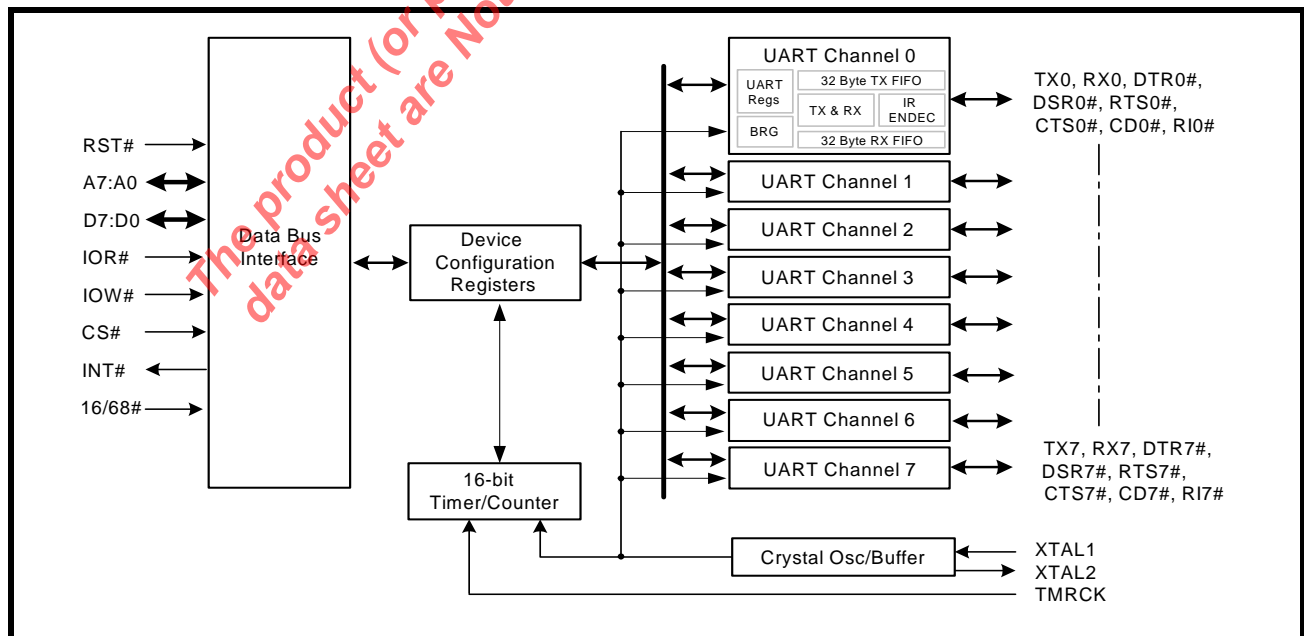 The product (or p
data sheet are No
RST#
A7:A0
D7:D0
IOR#
IOW#
CS#
INT#
16/68#
Data Bus
Interface
Device
Configuration
Registers
16-bit
Timer/Counter
UART Channel 0
UART
Regs
BRG
32 Byte TX FIFO
TX & RX
IR
ENDEC
32 Byte RX FIFO
UART Channel 1
UART Channel 2
UART Channel 3
UART Channel 4
UART Channel 5
UART Channel 6
UART Channel 7
Crystal Osc/Buffer
TX0, RX0, DTR0#,
DSR0#, RTS0#,
CTS0#, CD0#, RI0#
TX7, RX7, DTR7#,
DSR7#, RTS7#,
CTS7#, CD7#, RI7#
XTAL1
XTAL2
TMRCK